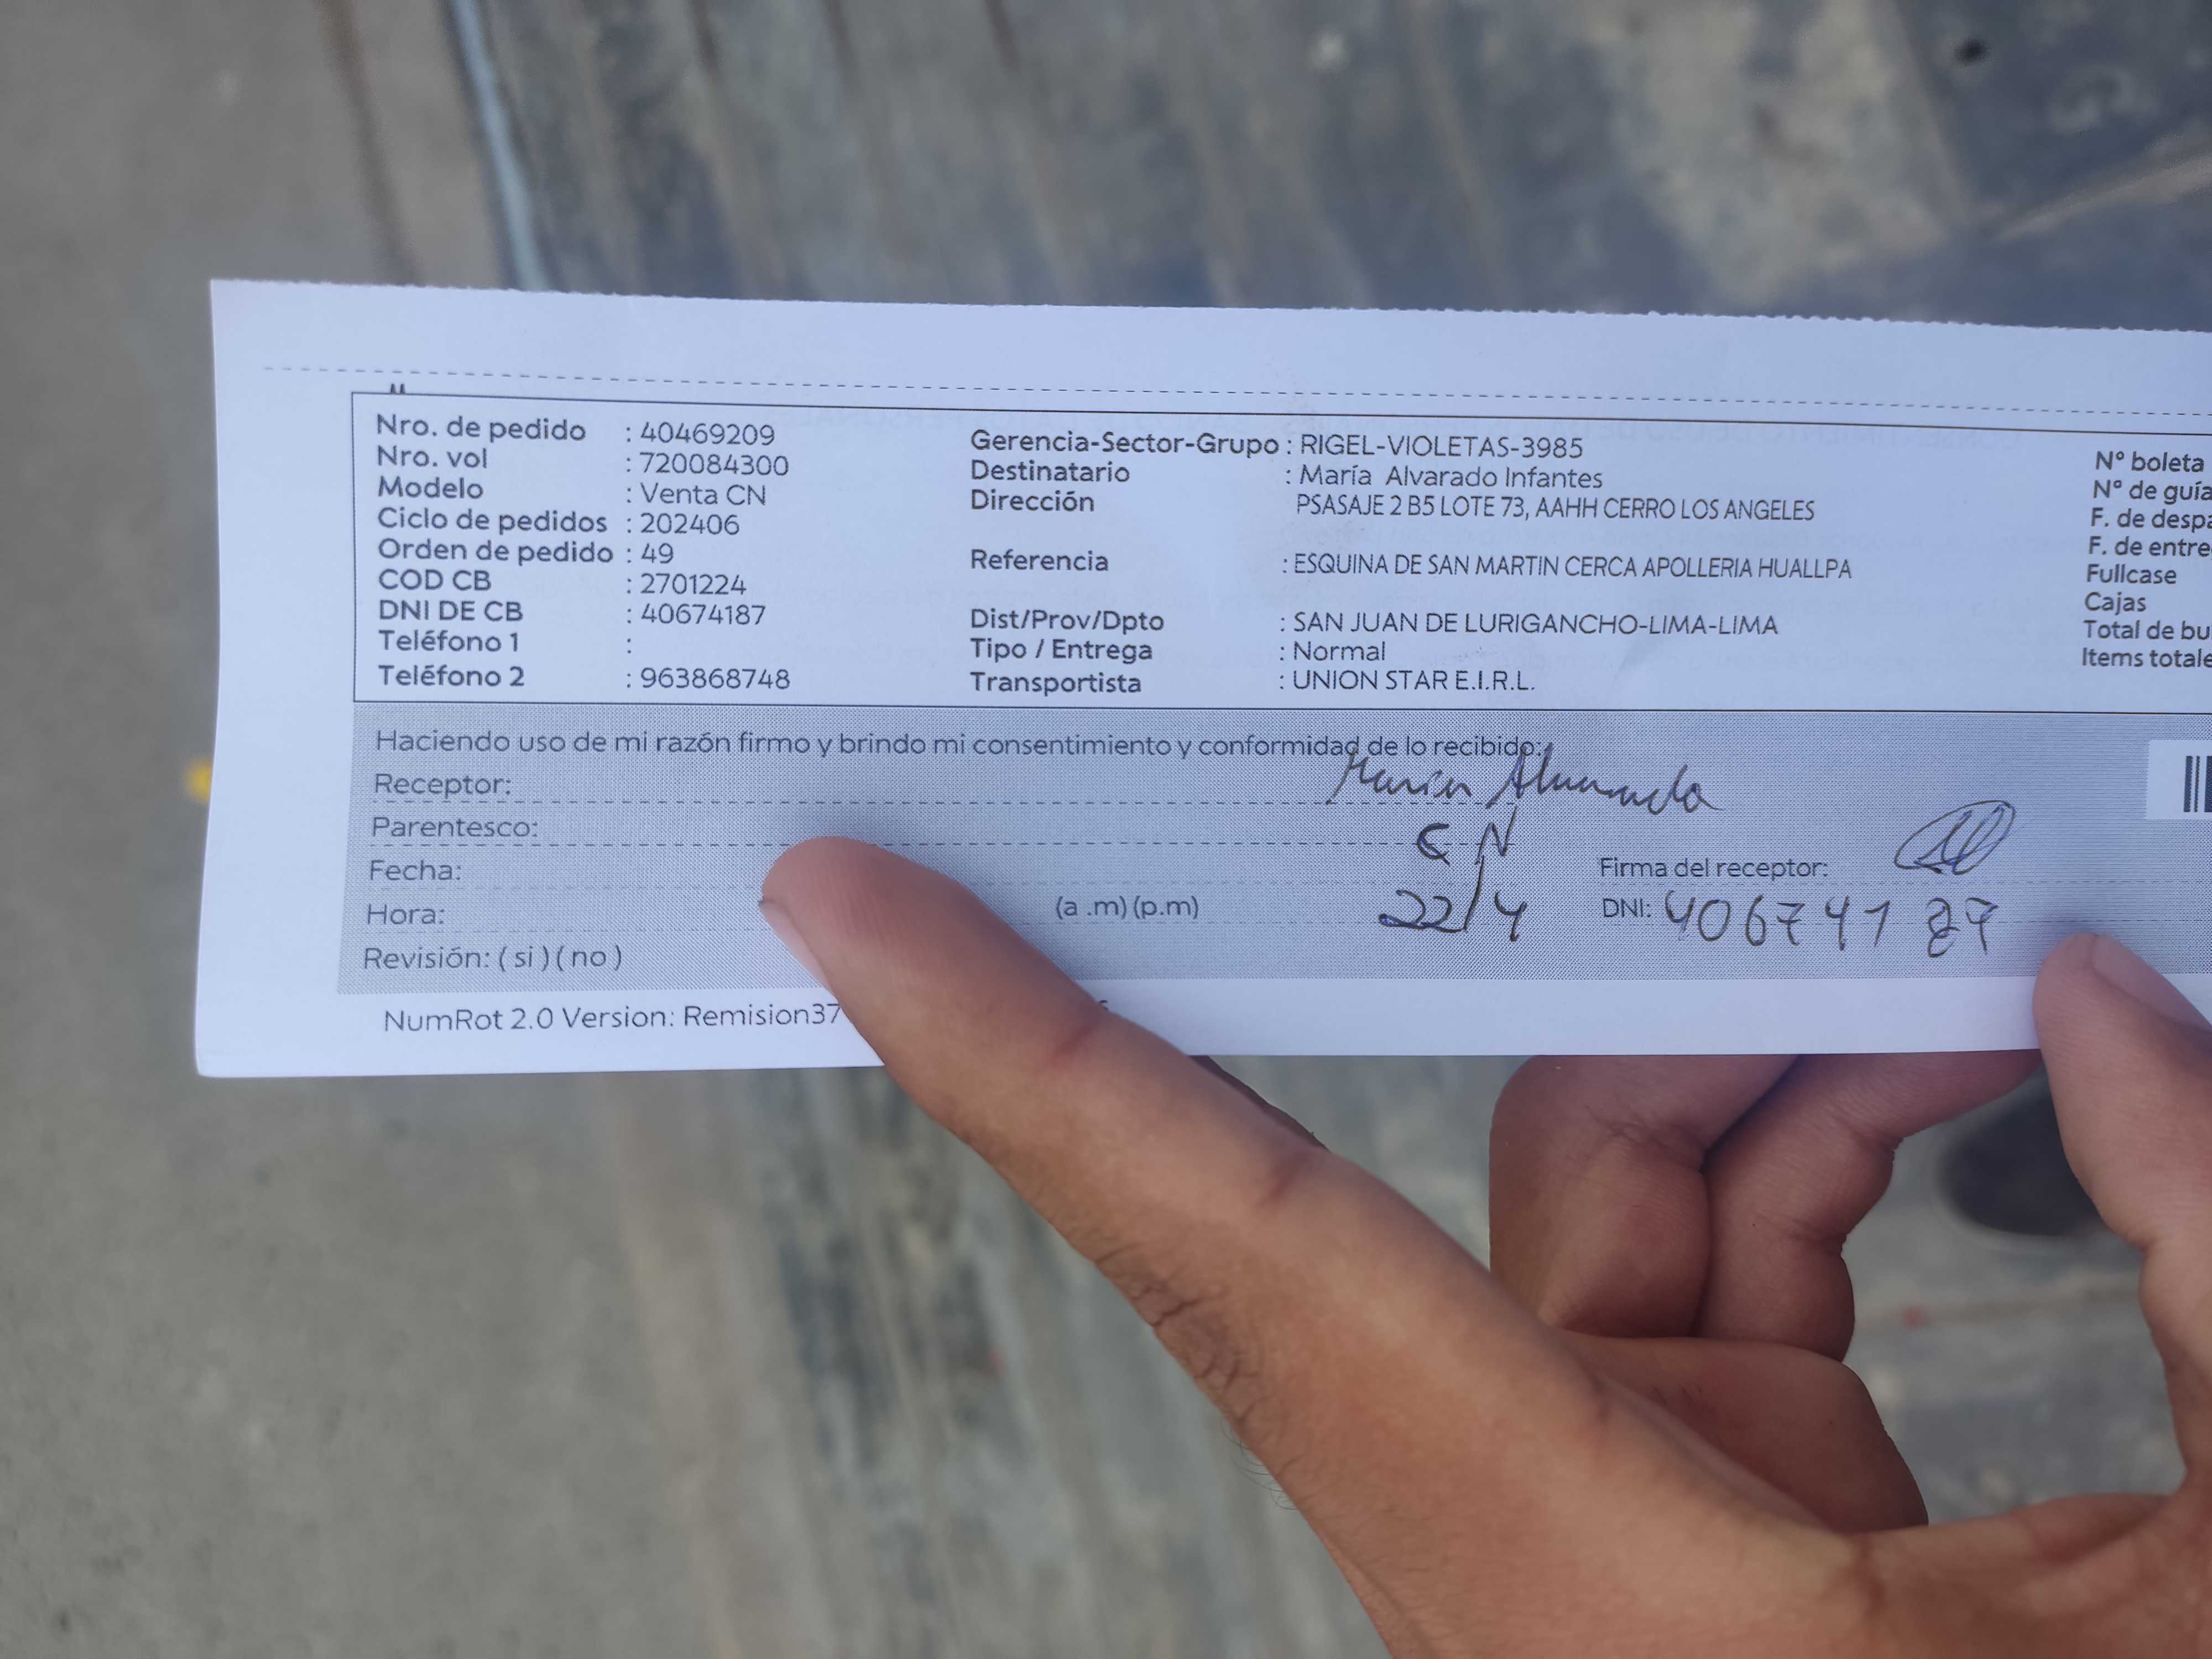 Nro. de pedido : 40469209
Nro. vol : 720084300
Modelo : Venta CN
Ciclo de pedidos : 202406
Orden de pedido : 49
COD CB : 2701224
DNI DE CB : 40674187
Teléfono 1 :
Teléfono 2 : 963868748
Gerencia-Sector-Grupo : RIGEL-VIOLETAS-3985
Destinatario : María Alvarado Infantes
Dirección PSASAJE 2 B5 LOTE 73, AAHH CERRO LOS ANGELES
Referencia : ESQUINA DE SAN MARTIN CERCA APOLLERIA HUALLPA
Dist/Prov/Dpto : SAN JUAN DE LURIGANCHO-LIMA-LIMA
Tipo / Entrega : Normal
Transportista : UNION STAR E.I.R.L.
Nº boleta
Nº de guía
F. de despa
F. de entre
Fullcase
Cajas
Total de bu
Items totale
Haciendo uso de mi razón firmo y brindo mi consentimiento y conformidad de lo recibido:
Receptor: Maria Alvarado
Parentesco: CN
Fecha: 22/4
Firma del receptor:
Hora: (a .m) (p.m)
DNI: 40674187
Revisión: ( si ) ( no )
NumRot 2.0 Version: Remision37